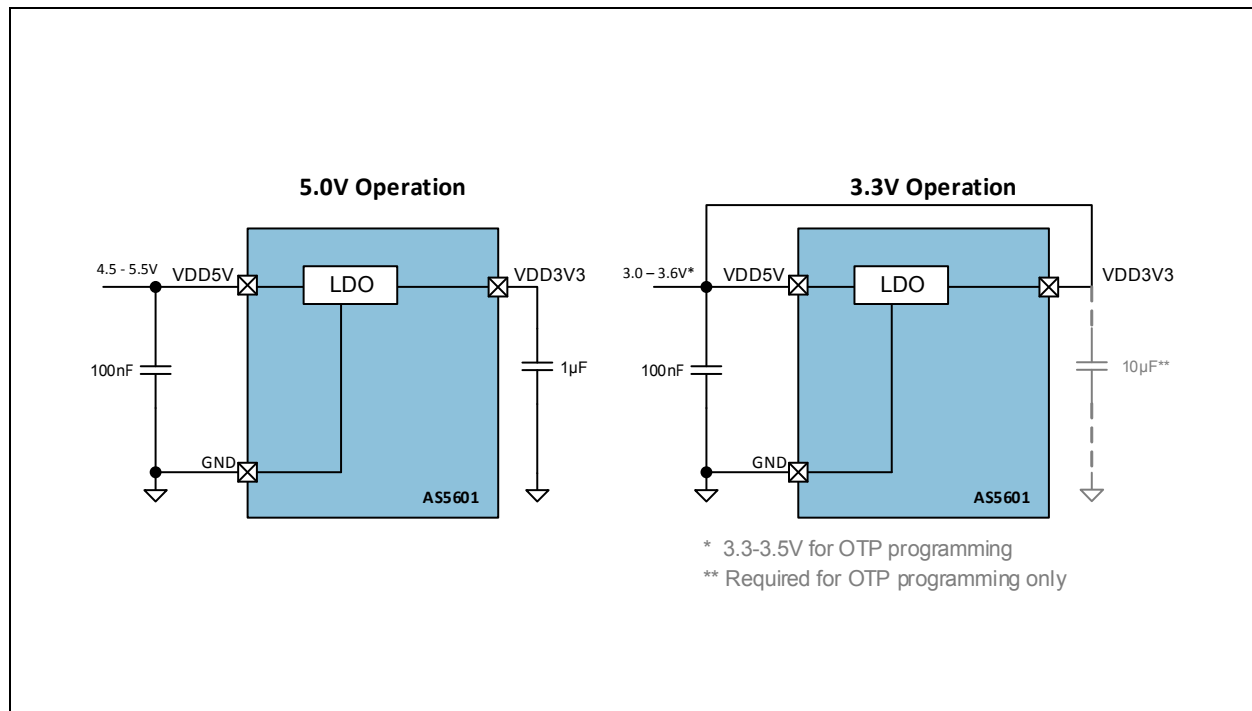 5.0V Operation
4.5 - 5.5V
VDD5V
LDO
VDD3V3
100nF
1µF
GND
AS5601
3.3V Operation
3.0 – 3.6V*
VDD5V
LDO
VDD3V3
100nF
10µF**
GND
AS5601
* 3.3-3.5V for OTP programming
** Required for OTP programming only